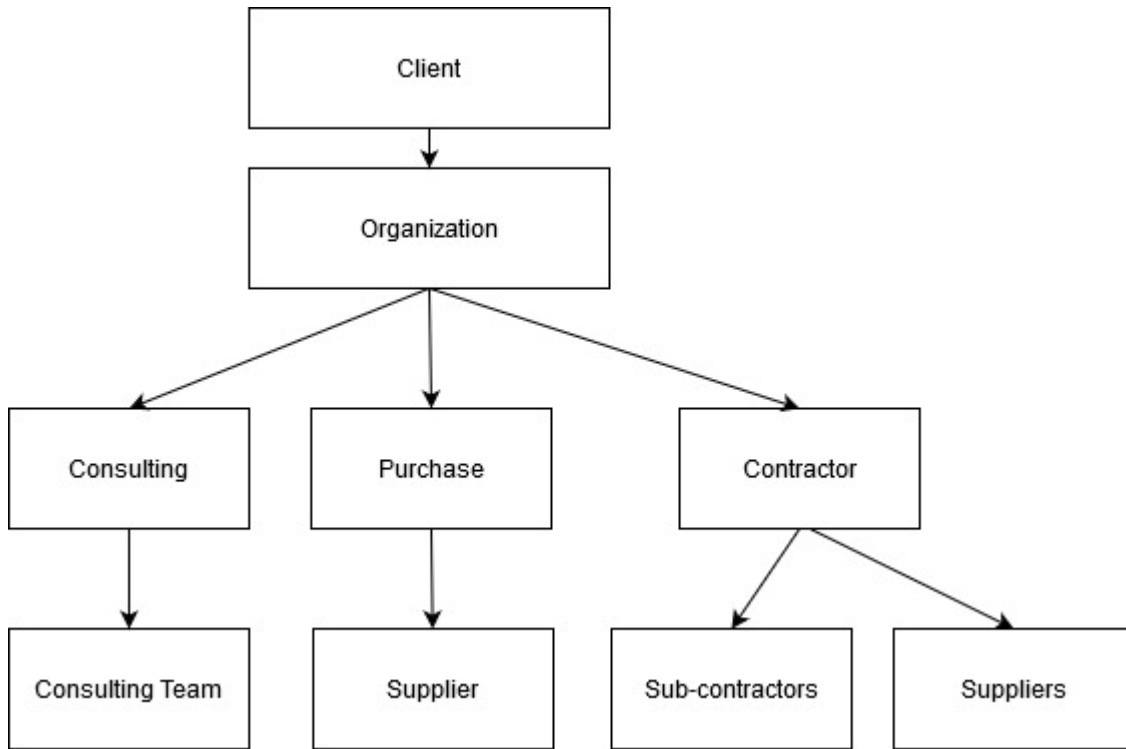 Client
Organization
Consulting
Purchase
Contractor
Consulting Team
Supplier
Sub-contractors
Suppliers